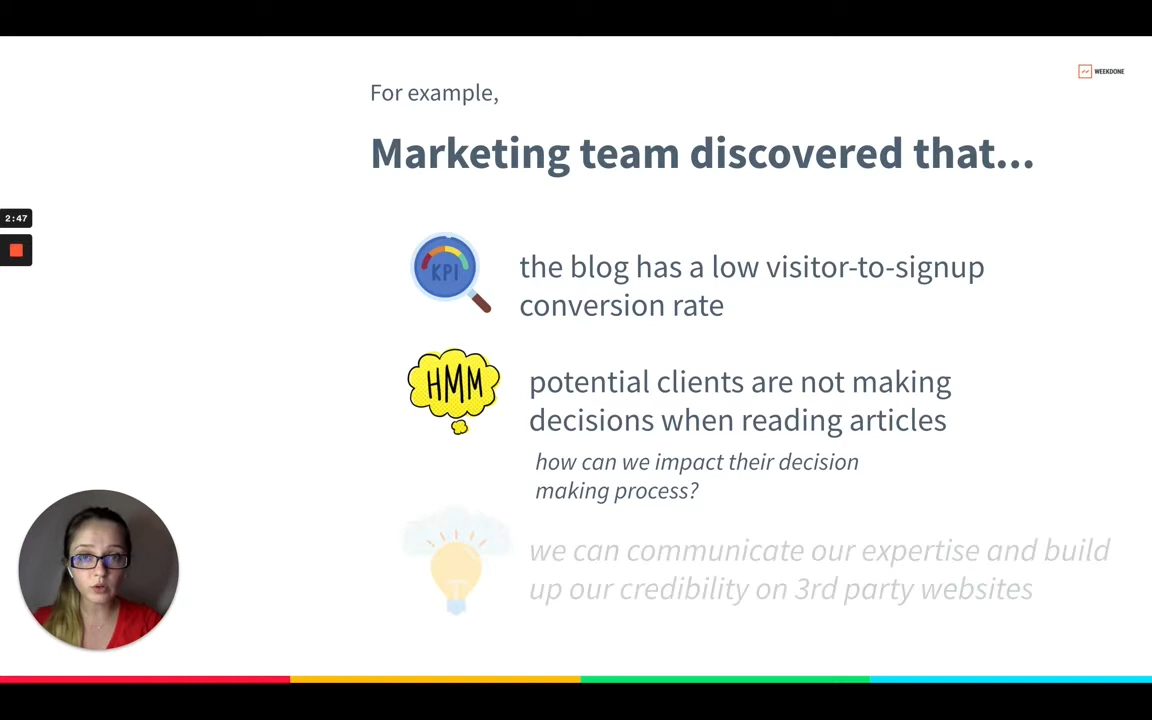 WEEKDONE
For example,
Marketing team discovered that...
2:47
KPI
the blog has a low visitor-to-signup
conversion rate
HMM
potential clients are not making
decisions when reading articles
how can we impact their decision
making process?
we can communicate our expertise and build
up our credibility on 3rd party websites